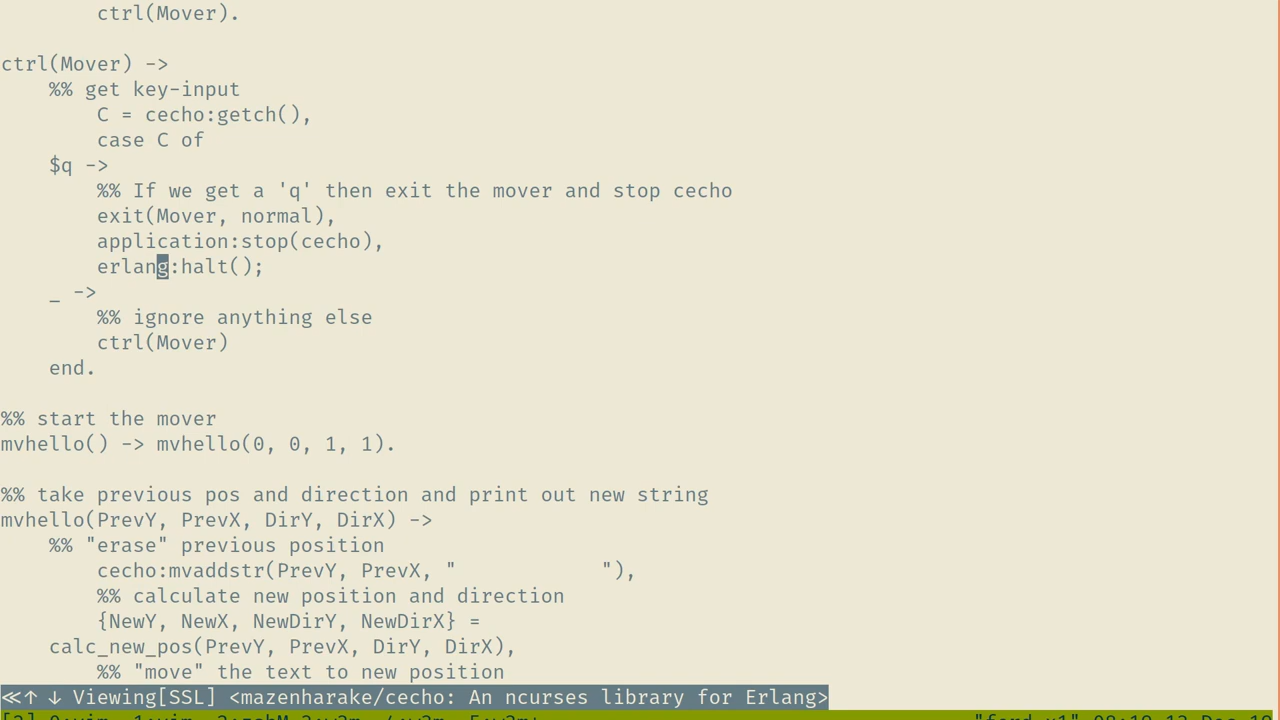 ctrl(Mover).

ctrl(Mover) ->
    %% get key-input
        C = cecho:getch(),
        case C of
    $q ->
        %% If we get a 'q' then exit the mover and stop cecho
        exit(Mover, normal),
        application:stop(cecho),
        erlang:halt();
    _ ->
        %% ignore anything else
        ctrl(Mover)
    end.

%% start the mover
mvhello() -> mvhello(0, 0, 1, 1).

%% take previous pos and direction and print out new string
mvhello(PrevY, PrevX, DirY, DirX) ->
    %% "erase" previous position
        cecho:mvaddstr(PrevY, PrevX, "            "),
        %% calculate new position and direction
        {NewY, NewX, NewDirY, NewDirX} =
    calc_new_pos(PrevY, PrevX, DirY, DirX),
        %% "move" the text to new position
≪↑ ↓ Viewing[SSL] <mazenharake/cecho: An ncurses library for Erlang>